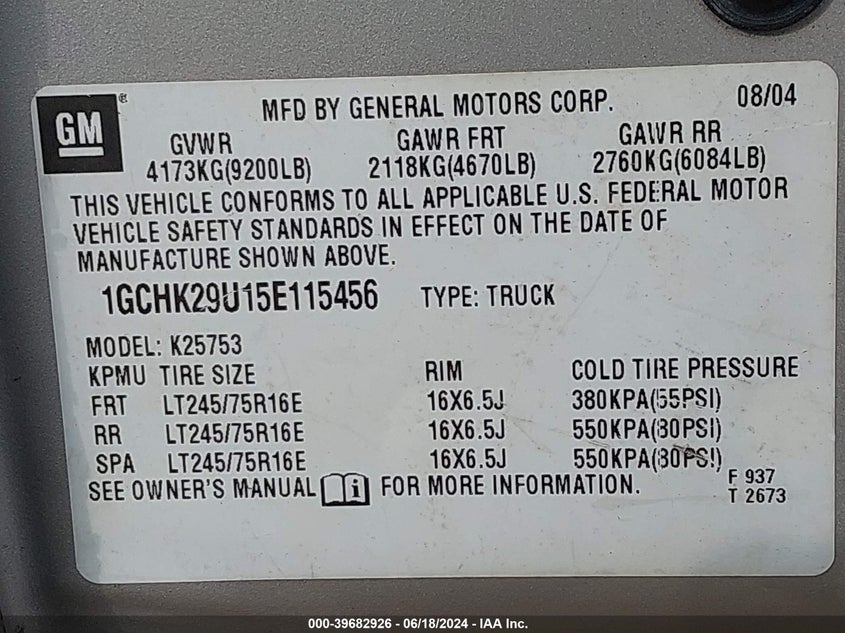 GM®
MFD BY GENERAL MOTORS CORP. 08/04
GVWR GAWR FRT GAWR RR
4173KG(9200LB) 2118KG(4670LB) 2760KG(6084LB)
THIS VEHICLE CONFORMS TO ALL APPLICABLE U.S. FEDERAL MOTOR
VEHICLE SAFETY STANDARDS IN EFFECT ON THE DATE OF
MANUFACTURE SHOWN ABOVE.
1GCHK29U15E115456 TYPE: TRUCK
MODEL: K25753
KPMU TIRE SIZE RIM COLD TIRE PRESSURE
FRT LT245/75R16E 16X6.5J 380KPA(55PSI)
RR LT245/75R16E 16X6.5J 550KPA(80PSI)
SPA LT245/75R16E 16X6.5J 550KPA(80PSI)
SEE OWNER'S MANUAL i FOR MORE INFORMATION.
F 937
T 2673
000-39682926 - 06/18/2024 - IAA Inc.